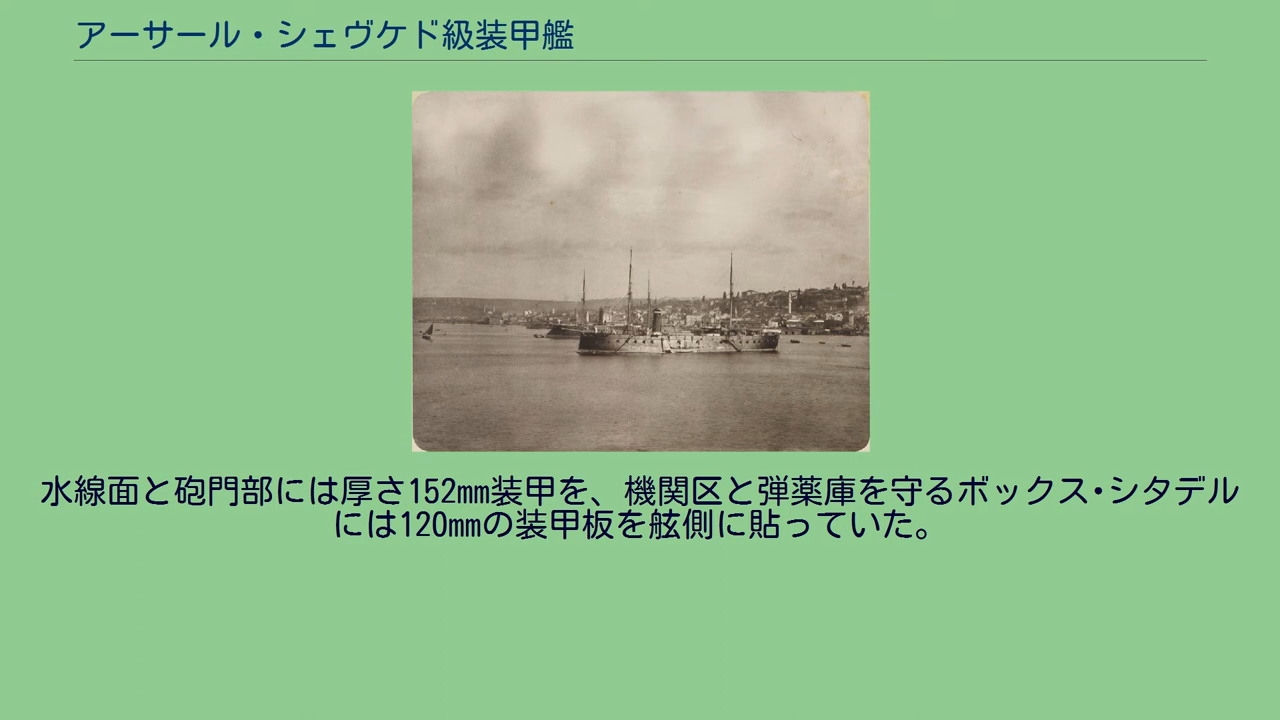 アーサール・シェヴケド級装甲艦
水線面と砲門部には厚さ152mm装甲を、機関区と弾薬庫を守るボックス・シタデル
には120mmの装甲板を舷側に貼っていた。